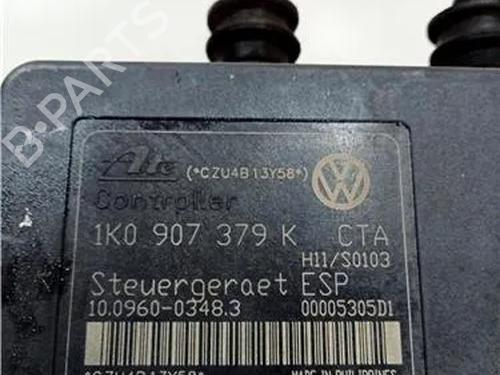 B-PARTS
Ate (*CZU4B13Y58*)
Controller
1K0 907 379 K CTA
H11/S0103
Steuergeraet ESP
10.0960-0348.3 00005305D1
*CZU4B13Y58*
MADE IN PHILIPPINES